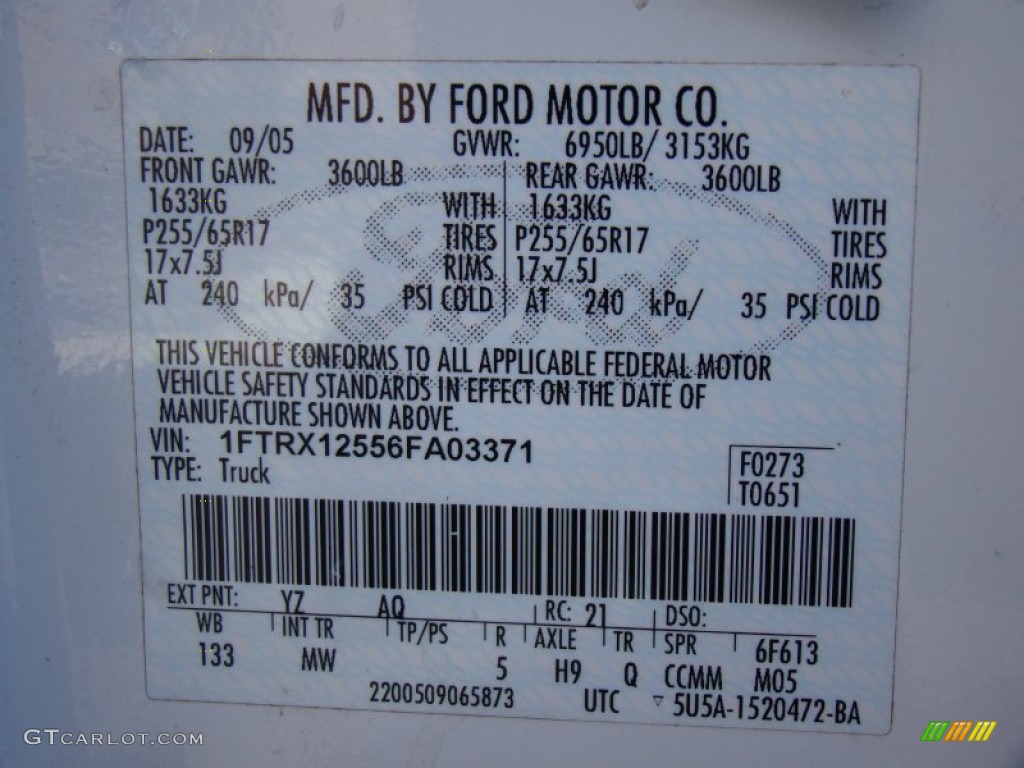 MFD. BY FORD MOTOR CO.
DATE: 09/05 GVWR: 6950LB/ 3153KG
FRONT GAWR: 3600LB REAR GAWR: 3600LB
1633KG WITH 1633KG WITH
P255/65R17 TIRES P255/65R17 TIRES
17x7.5J RIMS 17x7.5J RIMS
AT 240 kPa/ 35 PSI COLD AT 240 kPa/ 35 PSI COLD
Ford
THIS VEHICLE CONFORMS TO ALL APPLICABLE FEDERAL MOTOR
VEHICLE SAFETY STANDARDS IN EFFECT ON THE DATE OF
MANUFACTURE SHOWN ABOVE.
VIN: 1FTRX12556FA03371
TYPE: Truck
F0273
T0651
EXT PNT: YZ AQ RC: 21 DSO:
WB INT TR TP/PS R AXLE TR SPR 6F613
133 MW 5 H9 Q CCMM M05
2200509065873 UTC ▽ 5U5A-1520472-BA
GTCARLOT.COM